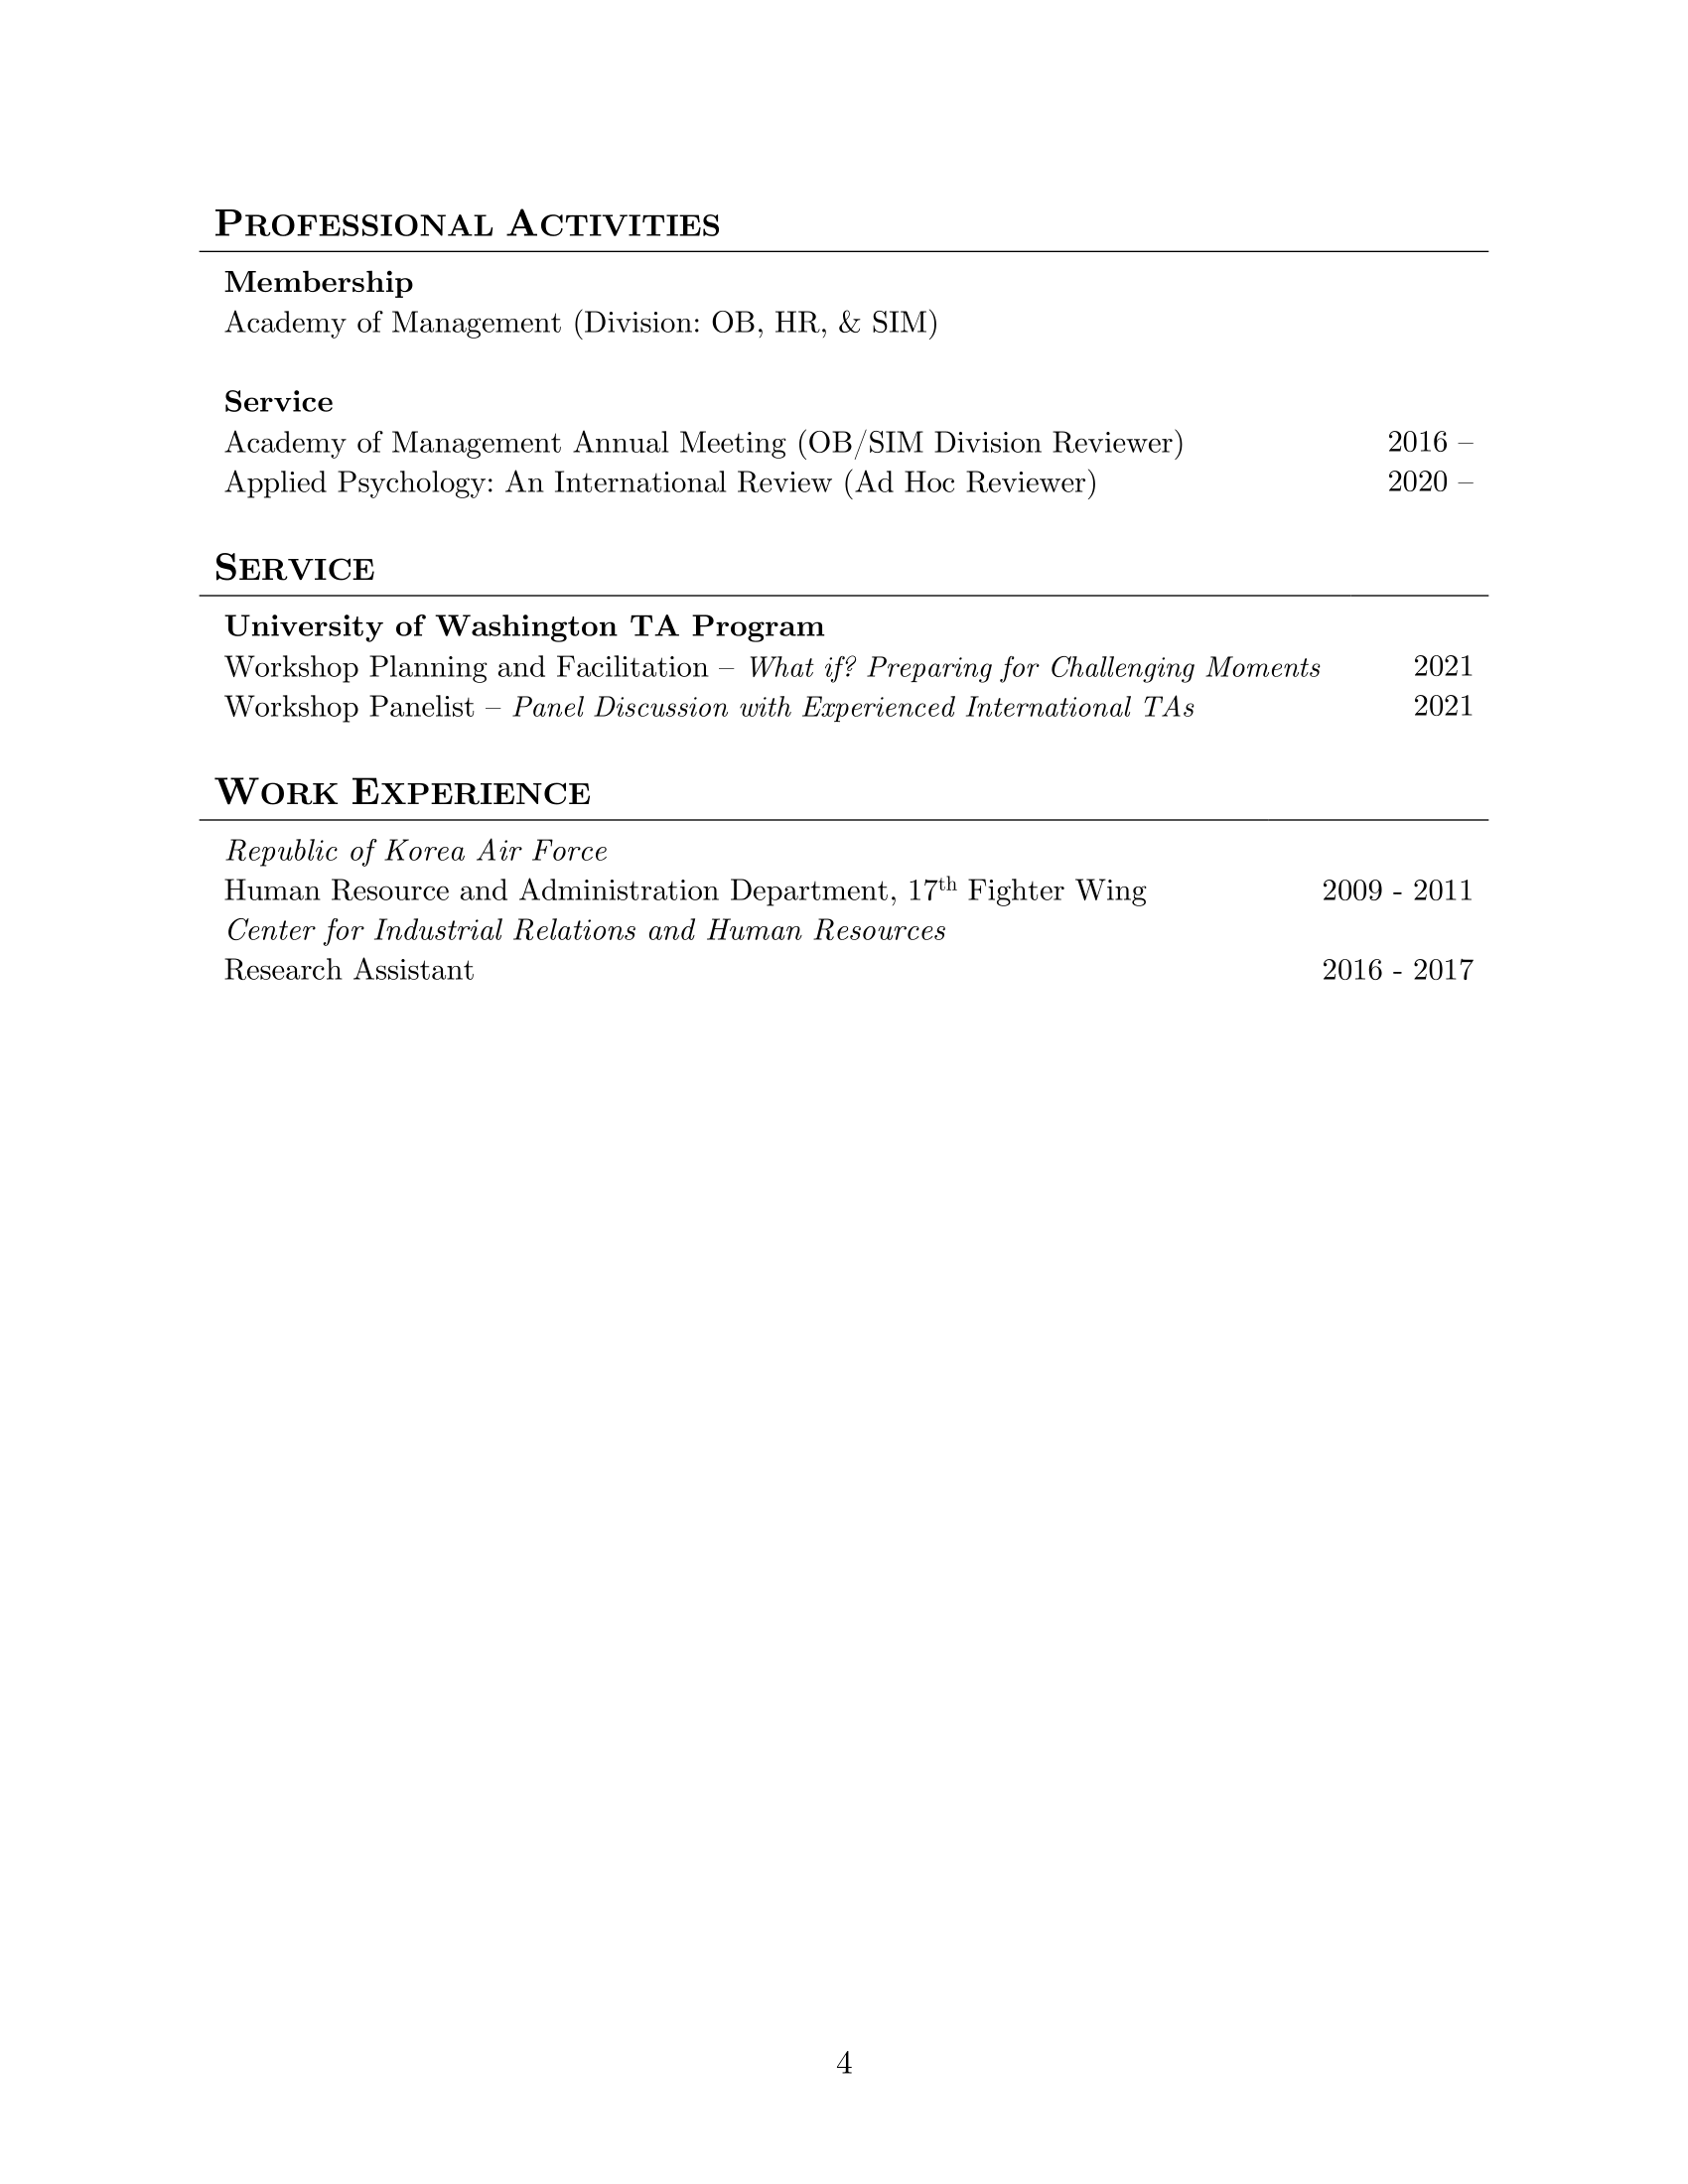 Professional Activities
Membership
Academy of Management (Division: OB, HR, & SIM)
Service
Academy of Management Annual Meeting (OB/SIM Division Reviewer) 2016 –
Applied Psychology: An International Review (Ad Hoc Reviewer) 2020 –
Service
University of Washington TA Program
Workshop Planning and Facilitation – What if? Preparing for Challenging Moments 2021
Workshop Panelist – Panel Discussion with Experienced International TAs 2021
Work Experience
Republic of Korea Air Force
Human Resource and Administration Department, 17th Fighter Wing 2009 - 2011
Center for Industrial Relations and Human Resources
Research Assistant 2016 - 2017
4